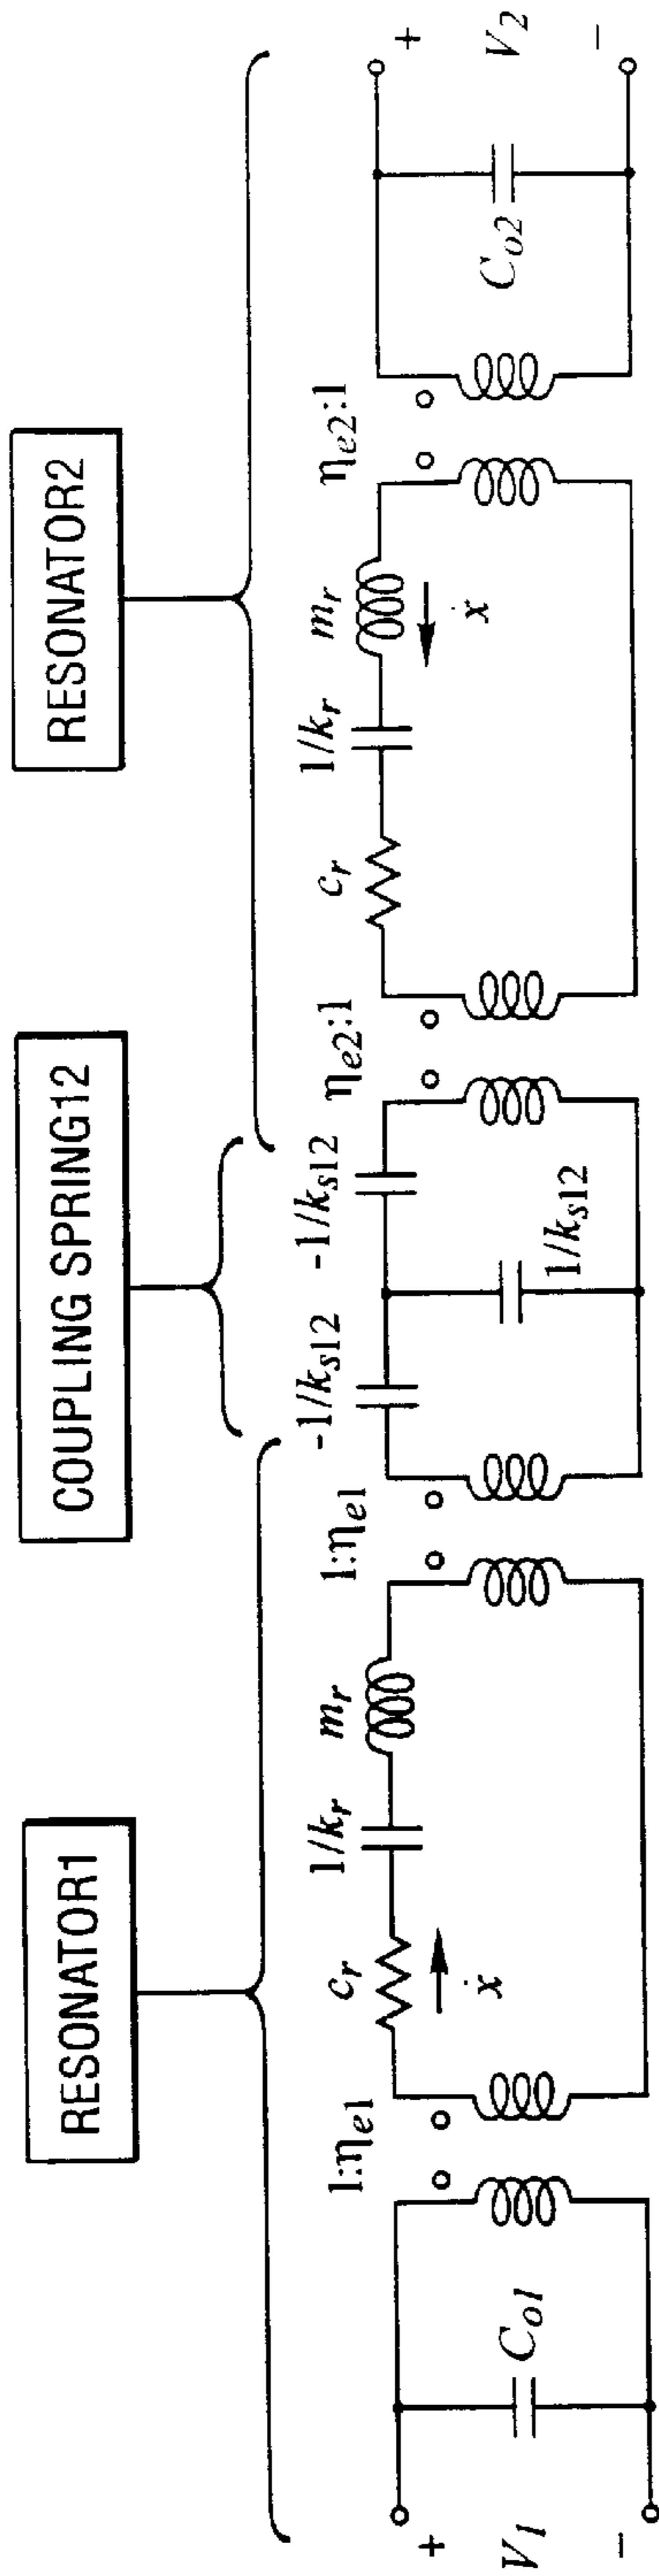 RESONATOR1
COUPLING SPRING12
RESONATOR2
+
V1
−
Co1
1:ηe1
cr
ẋ
1/kr
mr
1:ηe1
-1/ks12
-1/ks12
1/ks12
ηe2:1
cr
1/kr
mr
ẋ
ηe2:1
Co2
+
V2
−